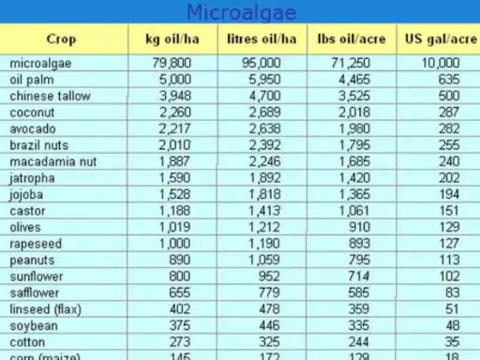 Microalgae
Crop kg oil/ha litres oil/ha lbs oil/acre US gal/acre
microalgae 79,800 95,000 71,250 10,000
oil palm 5,000 5,950 4,465 635
chinese tallow 3,948 4,700 3,525 500
coconut 2,260 2,689 2,018 287
avocado 2,217 2,638 1,980 282
brazil nuts 2,010 2,392 1,795 255
macadamia nut 1,887 2,246 1,685 240
jatropha 1,590 1,892 1,420 202
jojoba 1,528 1,818 1,365 194
castor 1,188 1,413 1,061 151
olives 1,019 1,212 910 129
rapeseed 1,000 1,190 893 127
peanuts 890 1,059 795 113
sunflower 800 952 714 102
safflower 655 779 585 83
linseed (flax) 402 478 359 51
soybean 375 446 335 48
cotton 273 325 244 35
corn (maize) 145 172 129 18